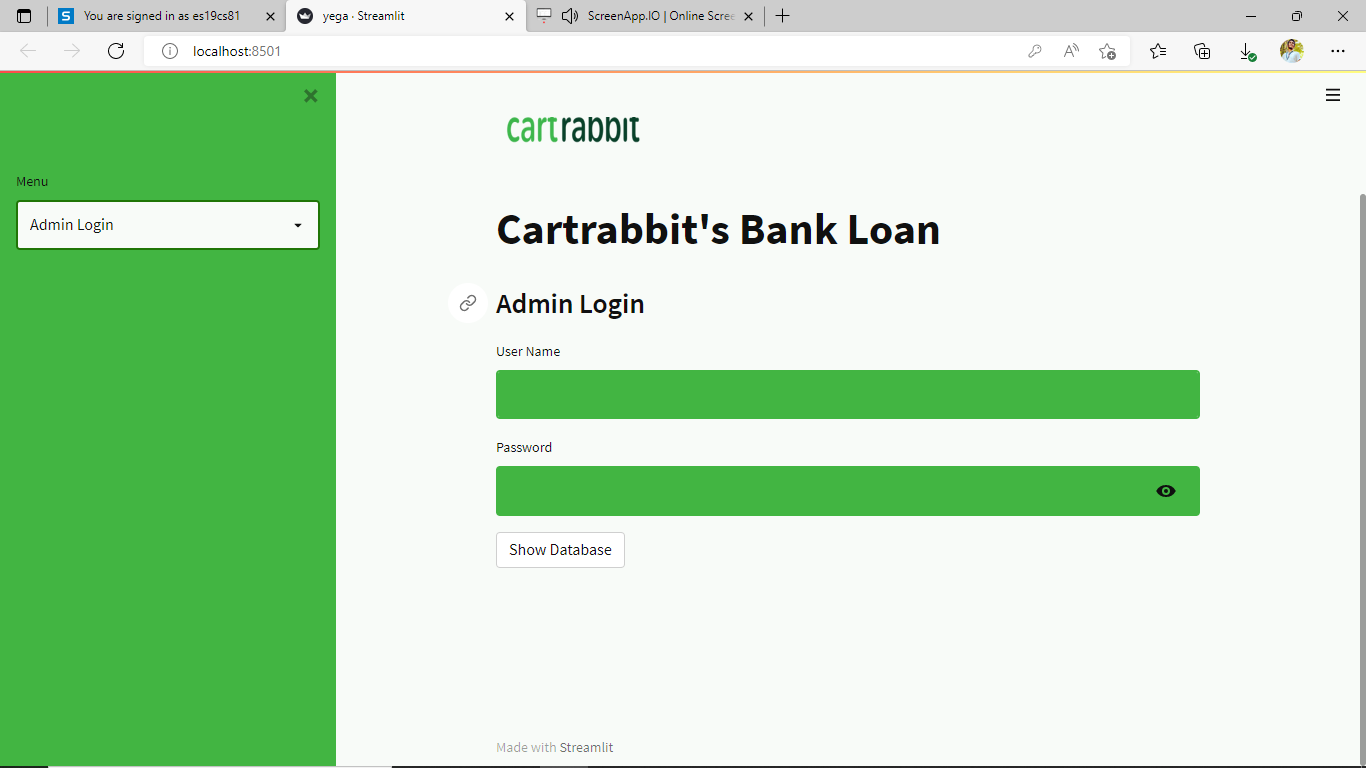 You are signed in as es19cs81
yega · Streamlit
ScreenApp.IO | Online Scree
localhost:8501
Menu
Admin Login
cartrabbit
Cartrabbit's Bank Loan
Admin Login
User Name
Password
Show Database
Made with Streamlit